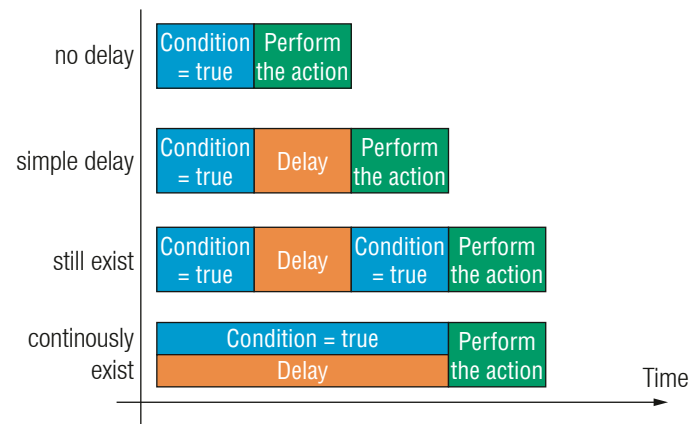 no delay
Condition
= true
Perform
the action
simple delay
Condition
= true
Delay
Perform
the action
still exist
Condition
= true
Delay
Condition
= true
Perform
the action
continously
exist
Condition = true
Delay
Perform
the action
Time